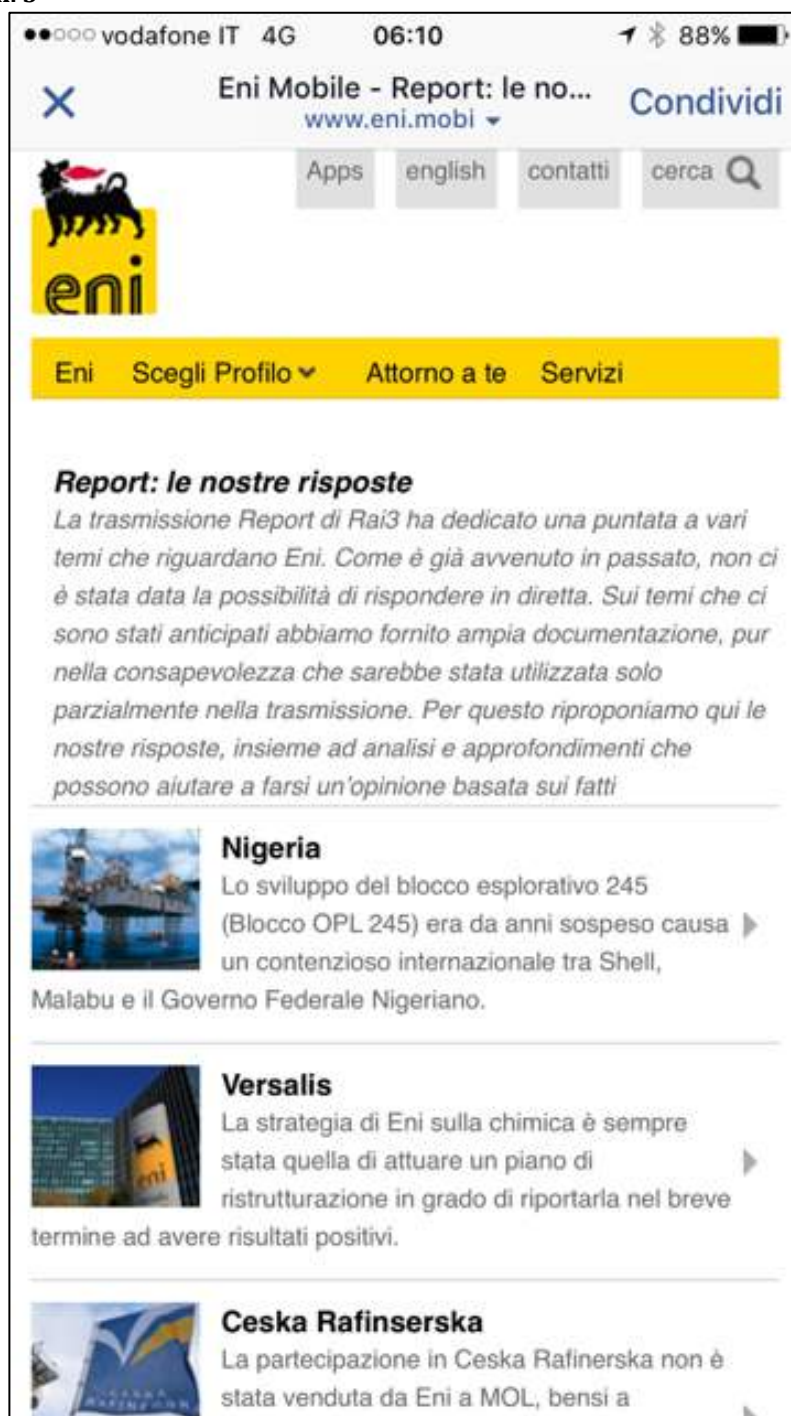 vodafone IT 4G 06:10 88%
Eni Mobile - Report: le no...
www.eni.mobi
Condividi
Apps english contatti cerca
eni
Eni Scegli Profilo Attorno a te Servizi
Report: le nostre risposte
La trasmissione Report di Rai3 ha dedicato una puntata a vari
temi che riguardano Eni. Come è già avvenuto in passato, non ci
è stata data la possibilità di rispondere in diretta. Sui temi che ci
sono stati anticipati abbiamo fornito ampia documentazione, pur
nella consapevolezza che sarebbe stata utilizzata solo
parzialmente nella trasmissione. Per questo riproponiamo qui le
nostre risposte, insieme ad analisi e approfondimenti che
possono aiutare a farsi un'opinione basata sui fatti
Nigeria
Lo sviluppo del blocco esplorativo 245
(Blocco OPL 245) era da anni sospeso causa
un contenzioso internazionale tra Shell,
Malabu e il Governo Federale Nigeriano.
eni
Versalis
La strategia di Eni sulla chimica è sempre
stata quella di attuare un piano di
ristrutturazione in grado di riportarla nel breve
termine ad avere risultati positivi.
Ceska Rafinserska
La partecipazione in Ceska Rafinerska non è
stata venduta da Eni a MOL, bensì a